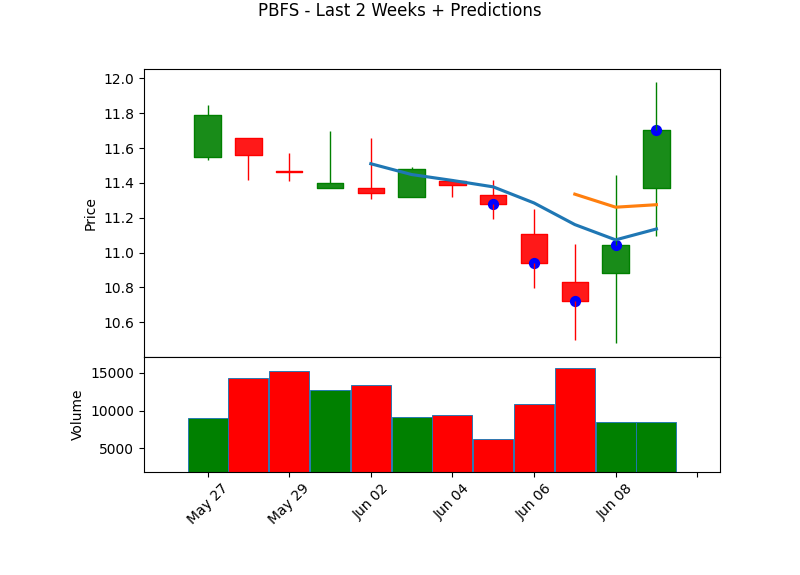 PBFS - Last 2 Weeks + Predictions
12.0
11.8
11.6
11.4
11.2
11.0
10.8
10.6
Price
15000
10000
5000
Volume
May 27
May 29
Jun 02
Jun 04
Jun 06
Jun 08